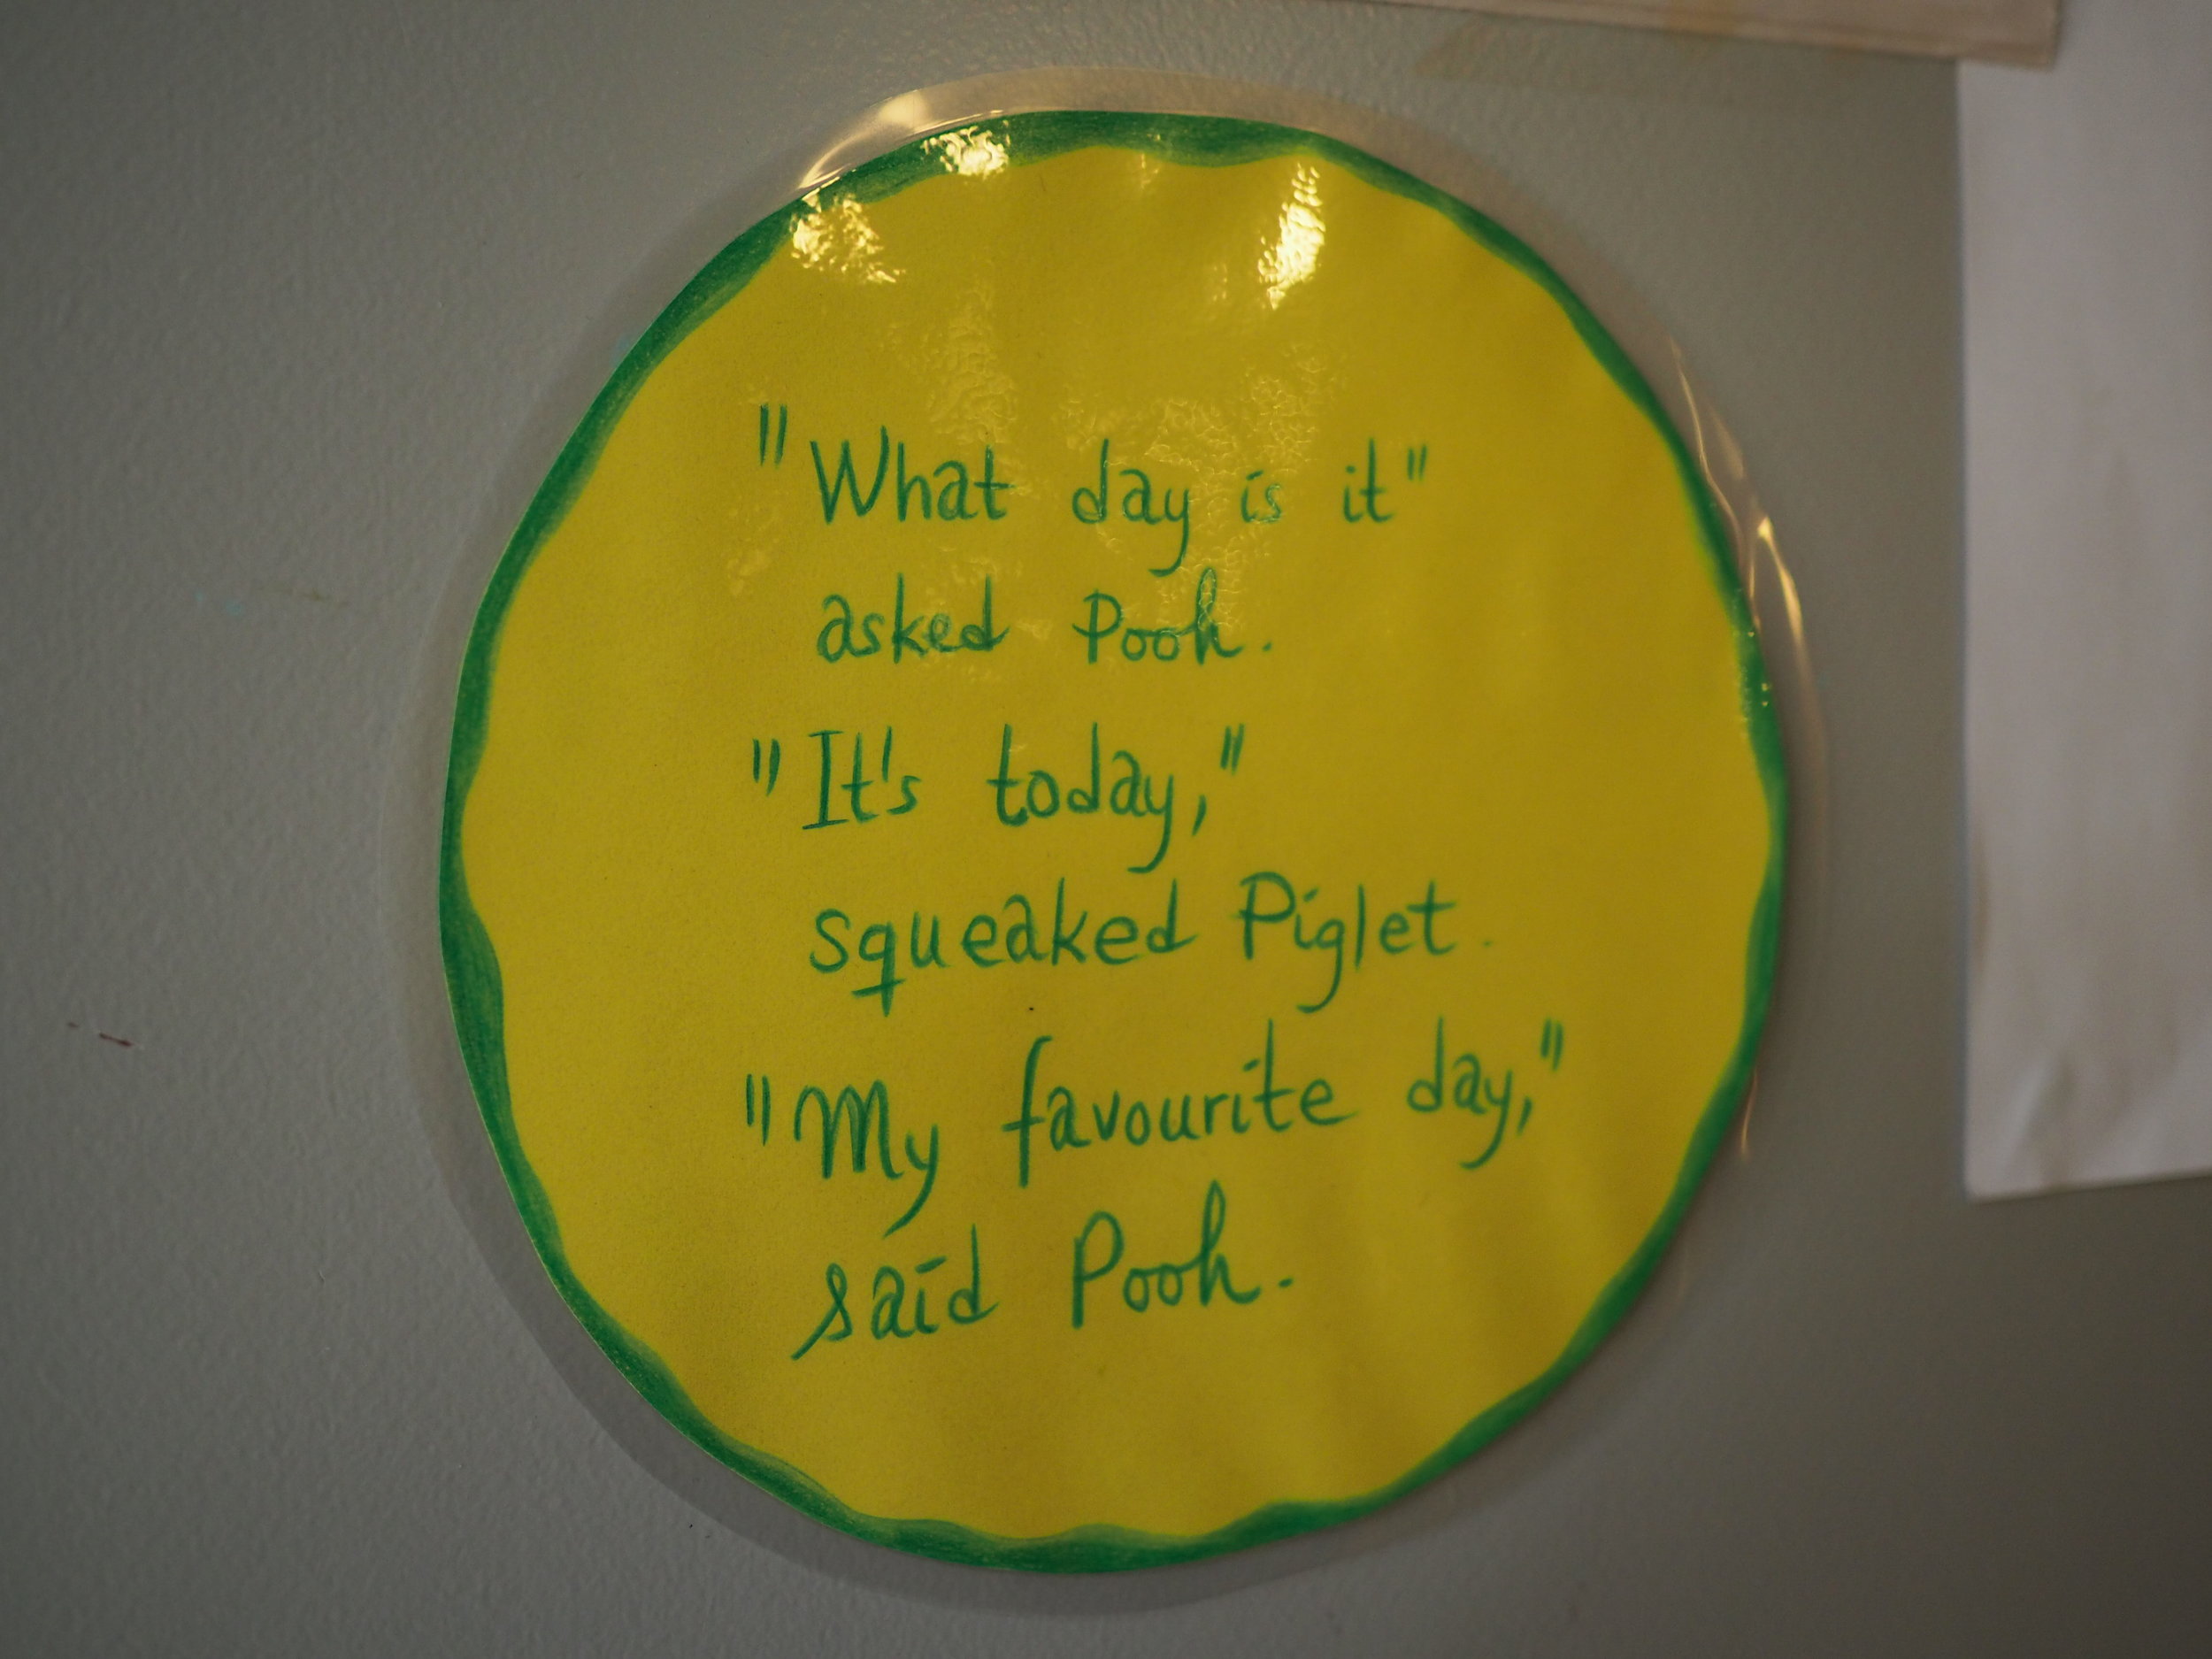 "What day is it"
asked Pooh.
"It's today,"
squeaked Piglet.
"My favourite day,"
said Pooh.